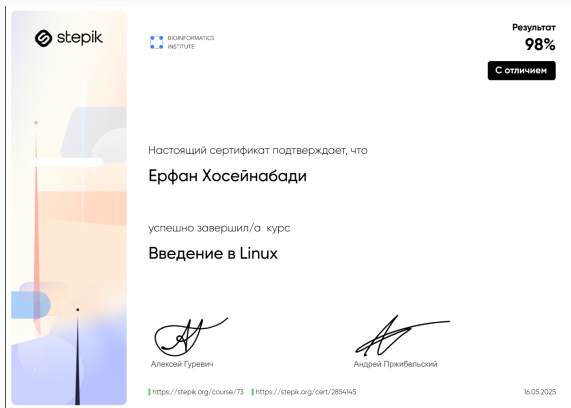 stepik
BIOINFORMATICS
INSTITUTE
Результат
98%
С отличием
Настоящий сертификат подтверждает, что
Ерфан Хосейнабади
успешно завершил/а курс
Введение в Linux
Алексей Гуревич
Андрей Пржибельский
https://stepik.org/course/73 https://stepik.org/cert/2854145
16.05.2025